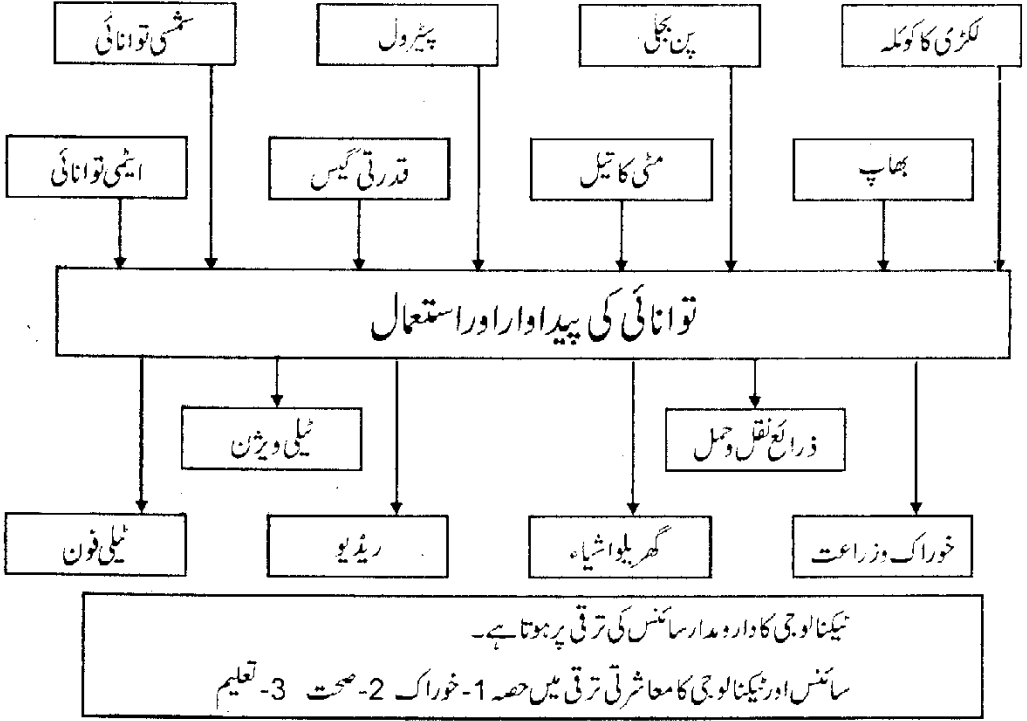 لکڑی کا کوئلہ
پن بجلی
پٹرول
شمسی توانائی
بھاپ
مٹی کا تیل
قدرتی گیس
ایٹمی توانائی
توانائی کی پیداوار اور استعمال
ذرائع نقل و حمل
ٹیلی ویژن
خوراک وزراعت
گھریلو اشیاء
ریڈیو
ٹیلی فون
ٹیکنالوجی کا دارومدار سائنس کی ترقی پر ہوتا ہے۔
سائنس اور ٹیکنالوجی کا معاشرتی ترقی میں حصہ 1- خوراک 2- صحت 3- تعلیم